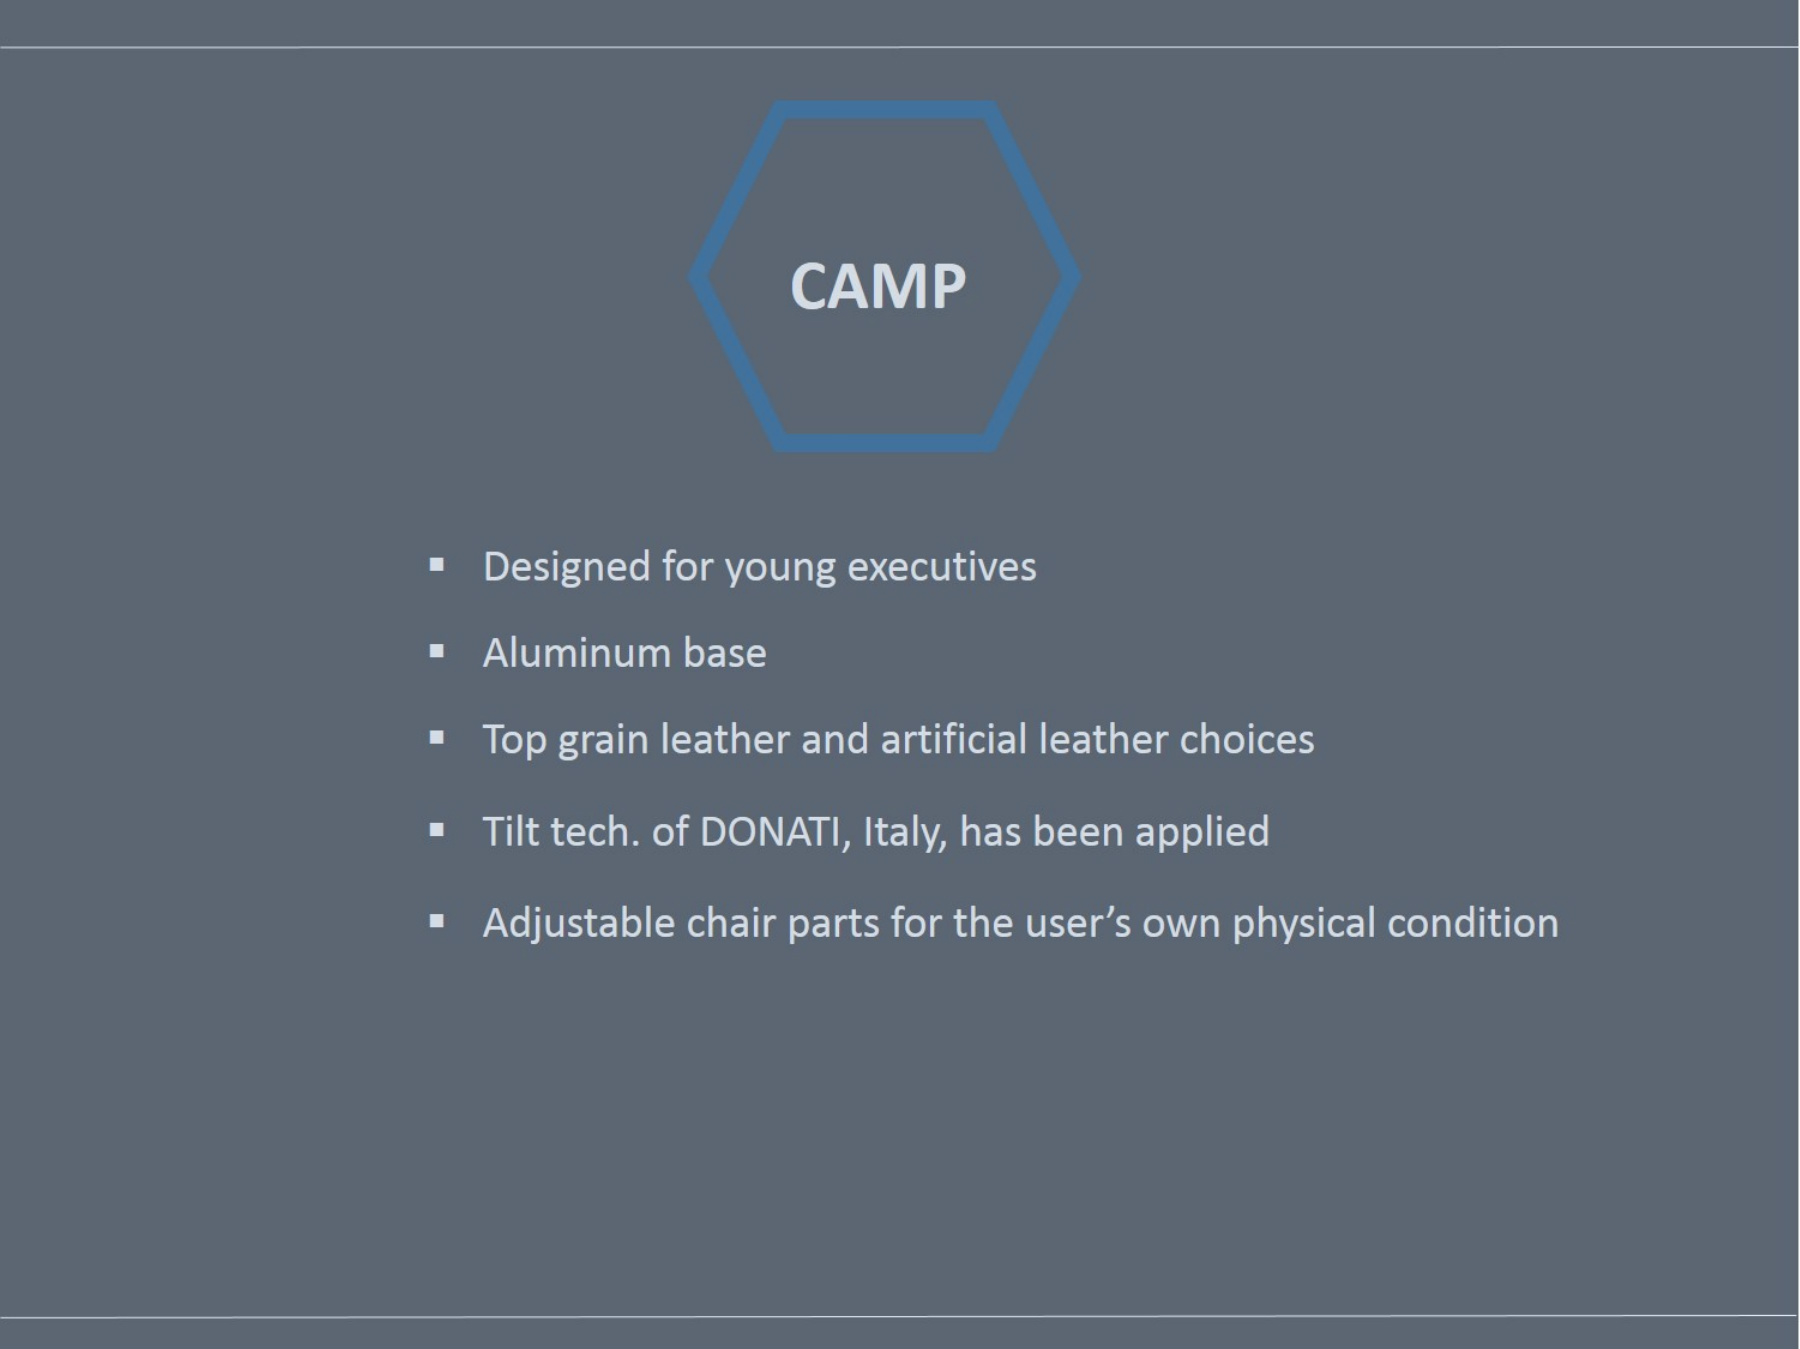 CAMP
▪ Designed for young executives
▪ Aluminum base
▪ Top grain leather and artificial leather choices
▪ Tilt tech. of DONATI, Italy, has been applied
▪ Adjustable chair parts for the user’s own physical condition